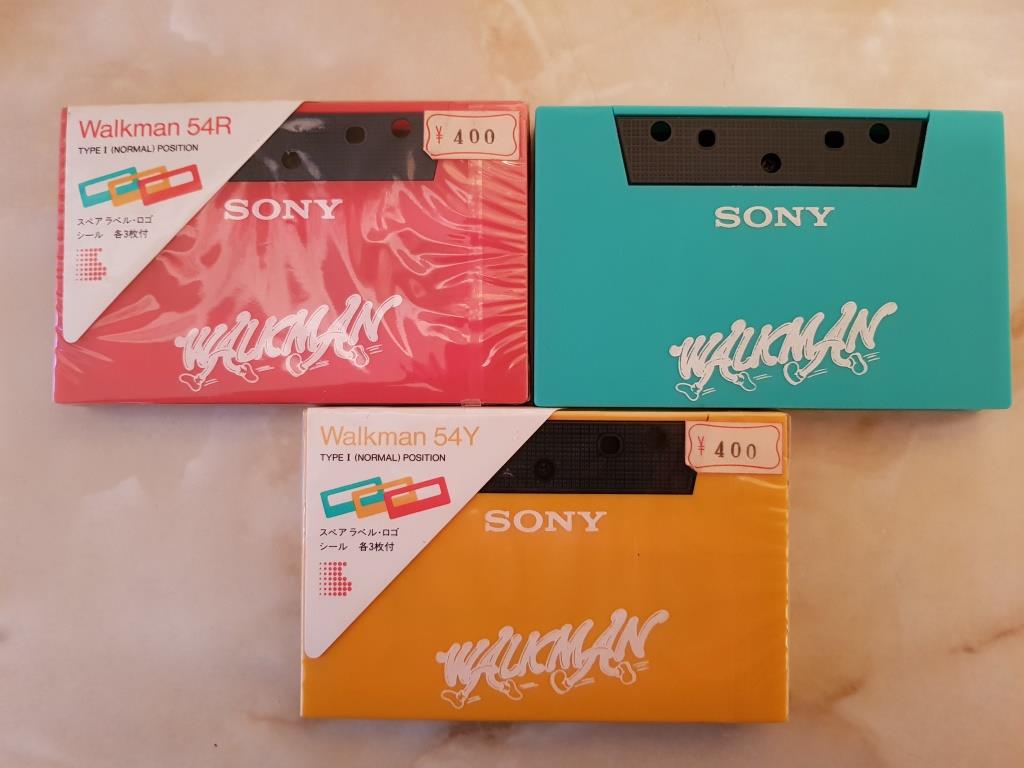 Walkman 54R
TYPE I (NORMAL) POSITION
スペアラベル・ロゴ
シール 各3枚付
¥400
SONY
WALKMAN
SONY
WALKMAN
Walkman 54Y
TYPE I (NORMAL) POSITION
スペアラベル・ロゴ
シール 各3枚付
¥400
SONY
WALKMAN